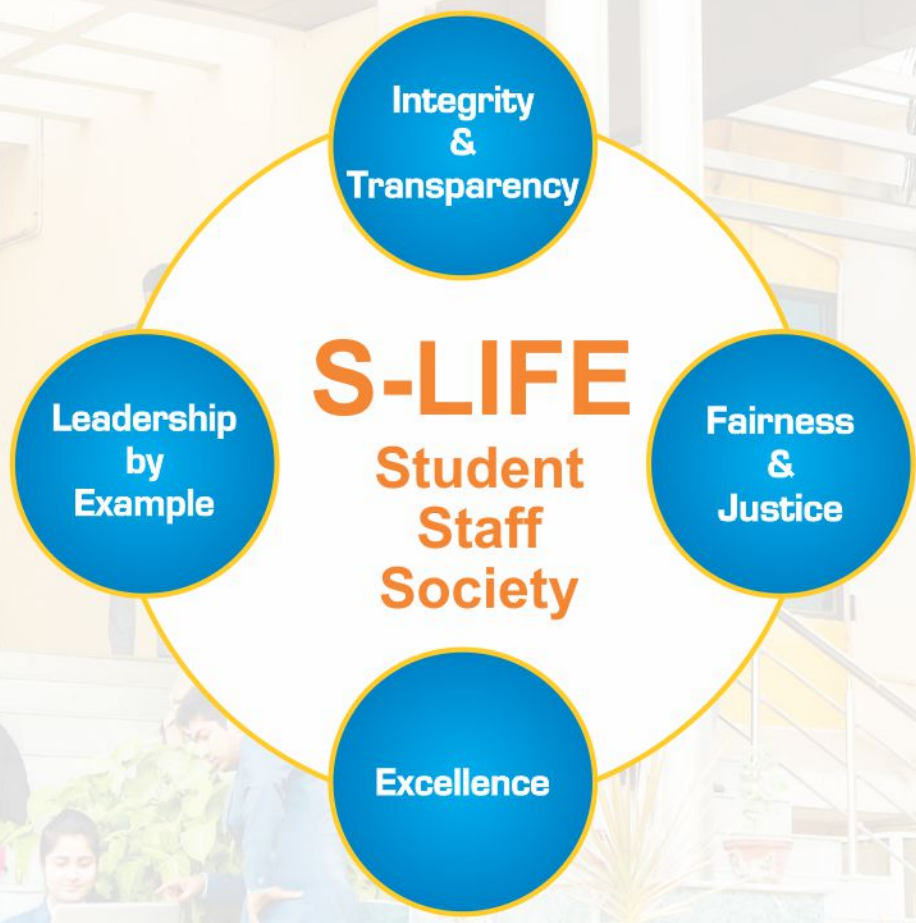 Integrity
&
Transparency
S-LIFE
Student
Staff
Society
Leadership
by
Example
Fairness
&
Justice
Excellence